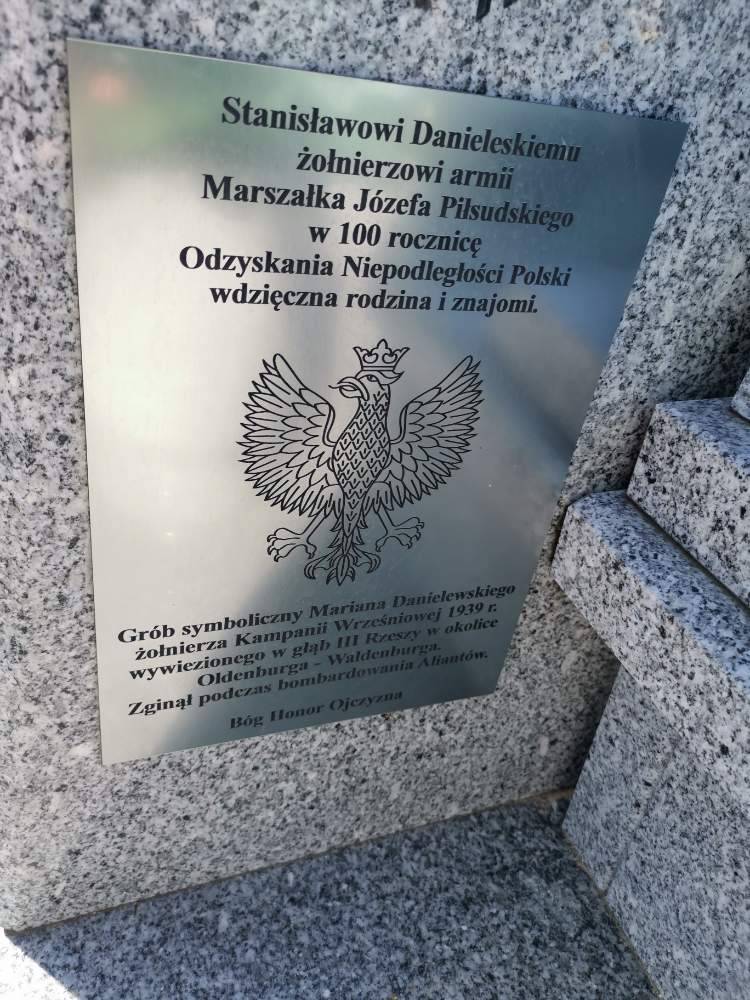 Stanisławowi Danieleskiemu
żołnierzowi armii
Marszałka Józefa Piłsudskiego
w 100 rocznicę
Odzyskania Niepodległości Polski
wdzięczna rodzina i znajomi.
Grób symboliczny Mariana Danielewskiego
żołnierza Kampanii Wrześniowej 1939 r.
wywiezionego w głąb III Rzeszy w okolice
Oldenburga - Waldenburga.
Zginął podczas bombardowania Aliantów.
Bóg Honor Ojczyzna